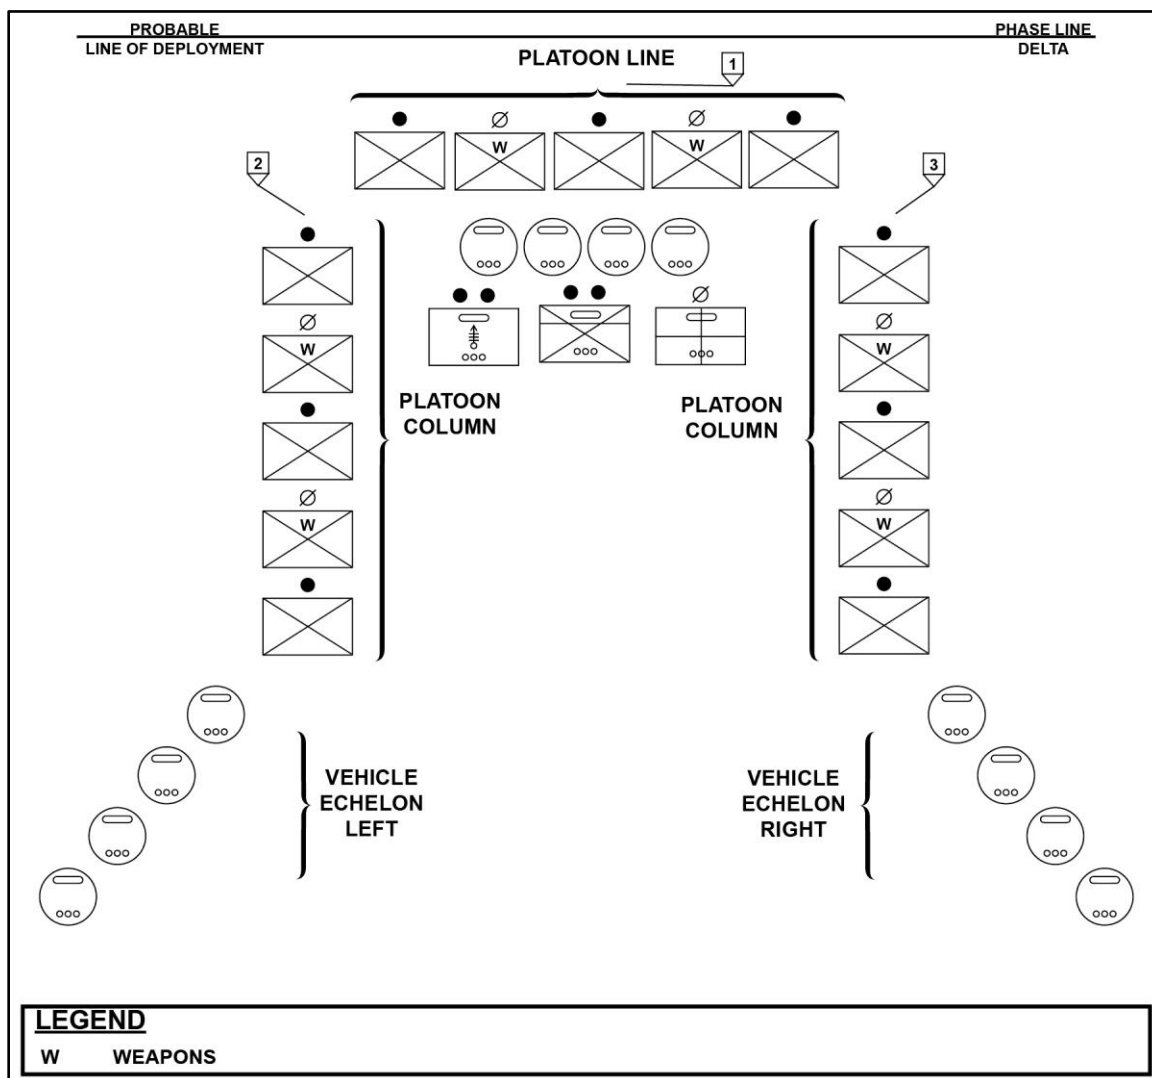 PROBABLE
LINE OF DEPLOYMENT
PHASE LINE
DELTA
PLATOON LINE
1
W
W
2
3
W
W
PLATOON
COLUMN
PLATOON
COLUMN
W
W
VEHICLE
ECHELON
LEFT
VEHICLE
ECHELON
RIGHT
LEGEND
W WEAPONS